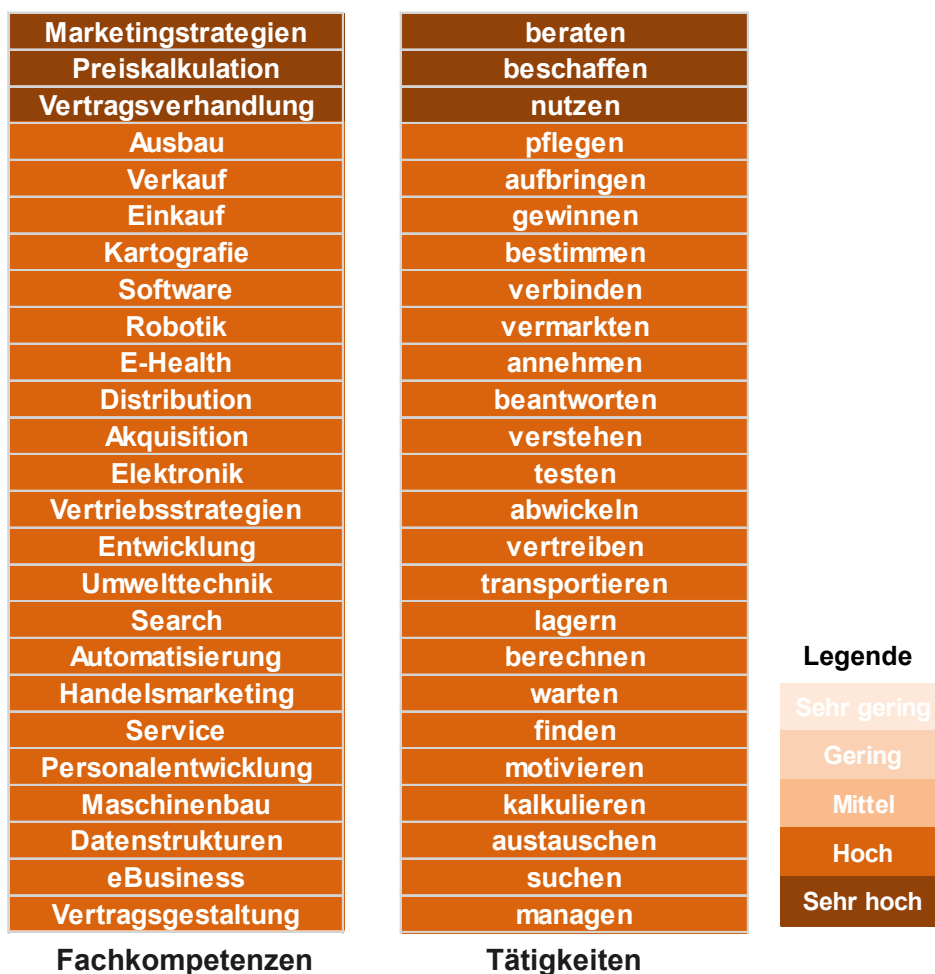 Marketingstrategien
Preiskalkulation
Vertragsverhandlung
Ausbau
Verkauf
Einkauf
Kartografie
Software
Robotik
E-Health
Distribution
Akquisition
Elektronik
Vertriebsstrategien
Entwicklung
Umwelttechnik
Search
Automatisierung
Handelsmarketing
Service
Personalentwicklung
Maschinenbau
Datenstrukturen
eBusiness
Vertragsgestaltung
Fachkompetenzen
beraten
beschaffen
nutzen
pflegen
aufbringen
gewinnen
bestimmen
verbinden
vermarkten
annehmen
beantworten
verstehen
testen
abwickeln
vertreiben
transportieren
lagern
berechnen
warten
finden
motivieren
kalkulieren
austauschen
suchen
managen
Tätigkeiten
Legende
Sehr gering
Gering
Mittel
Hoch
Sehr hoch